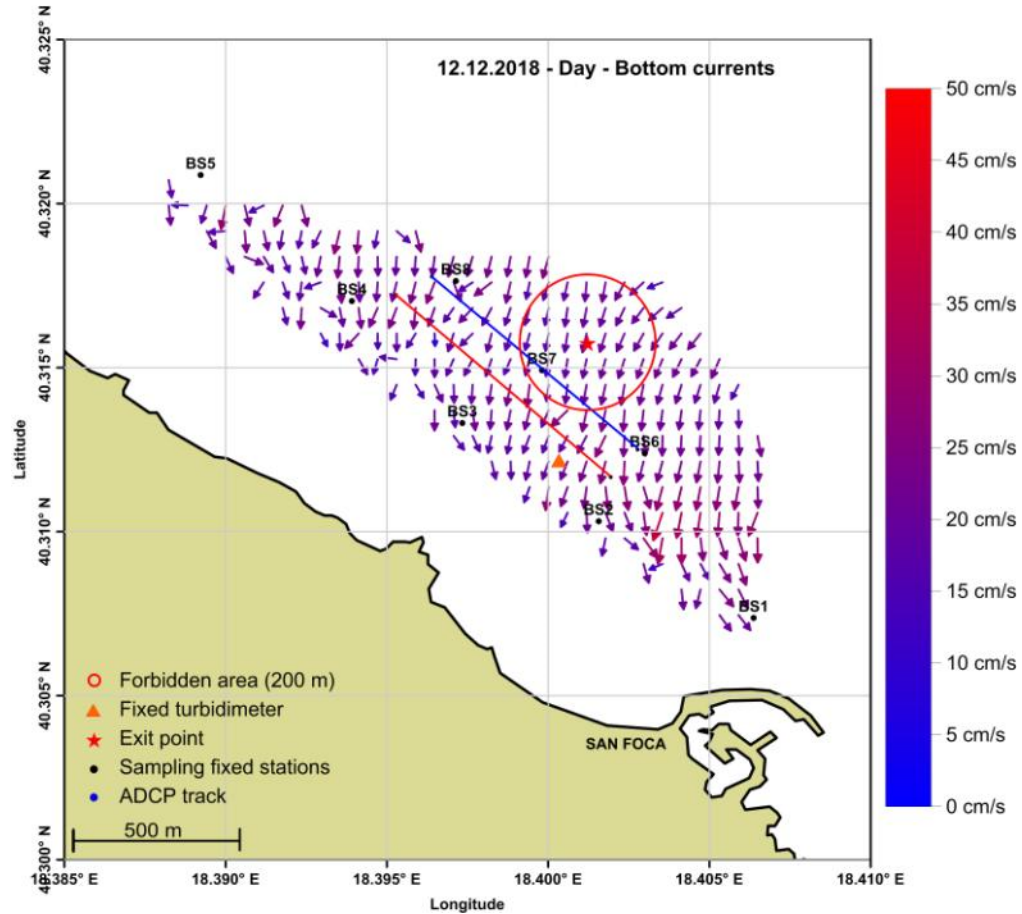 12.12.2018 - Day - Bottom currents
40.325° N
40.320° N
40.315° N
40.310° N
40.305° N
40.300° N
Latitude
BS5
BS8
BS4
BS7
BS3
BS6
BS2
BS1
SAN FOCA
Forbidden area (200 m)
Fixed turbidimeter
Exit point
Sampling fixed stations
ADCP track
500 m
18.385° E
18.390° E
18.395° E
18.400° E
18.405° E
18.410° E
Longitude
50 cm/s
45 cm/s
40 cm/s
35 cm/s
30 cm/s
25 cm/s
20 cm/s
15 cm/s
10 cm/s
5 cm/s
0 cm/s